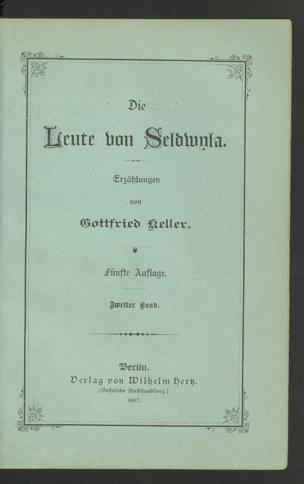 Die
Leute von Seldwyla.
Erzählungen
von
Gottfried Keller.
Fünfte Auflage.
Zweiter Band.
Berlin.
Verlag von Wilhelm Hertz.
(Bessersche Buchhandlung.)
1887.